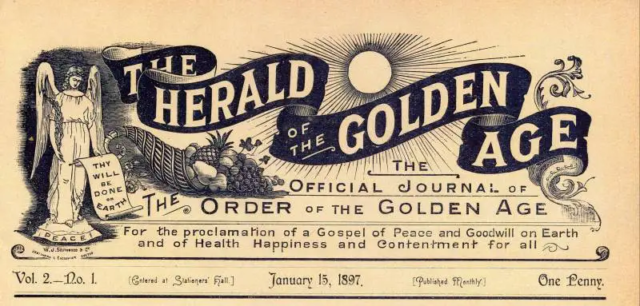 THE
HERALD
OF
THE
GOLDEN
AGE
THE
OFFICIAL JOURNAL OF
THE ORDER OF THE GOLDEN AGE
THY
WILL
BE
DONE
ON
EARTH
PEACE
For the proclamation of a Gospel of Peace and Goodwill on Earth
and of Health Happiness and Contentment for all
Vol. 2.—No. 1. [Entered at Stationers' Hall.] January 15, 1897. [Published Monthly.] One Penny.